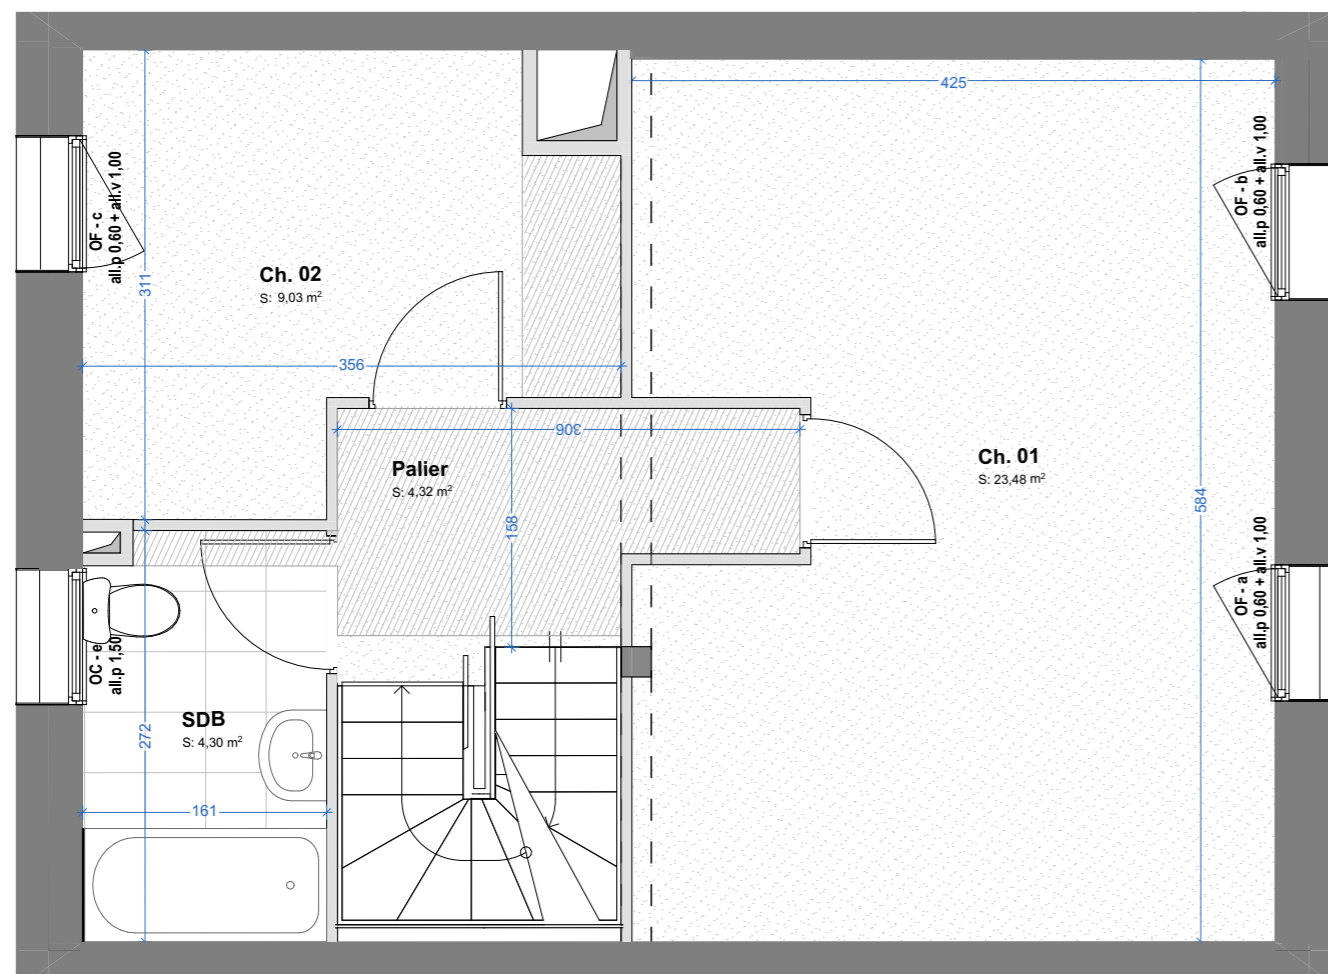 425
OF - c
all.p 0,60 + all.v 1,00
OF - b
all.p 0,60 + all.v 1,00
311
Ch. 02
S: 9,03 m²
356
306
Palier
S: 4,32 m²
158
Ch. 01
S: 23,48 m²
584
OF - a
all.p 0,60 + all.v 1,00
OC - e
all.p 1,50
SDB
S: 4,30 m²
272
161